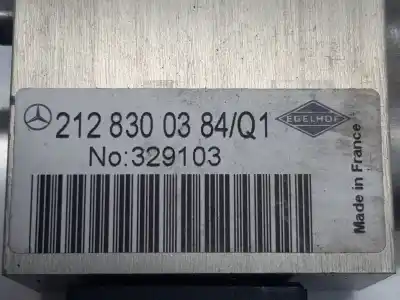 212 830 03 84/Q1
EGELHOF
No:329103
Made in France